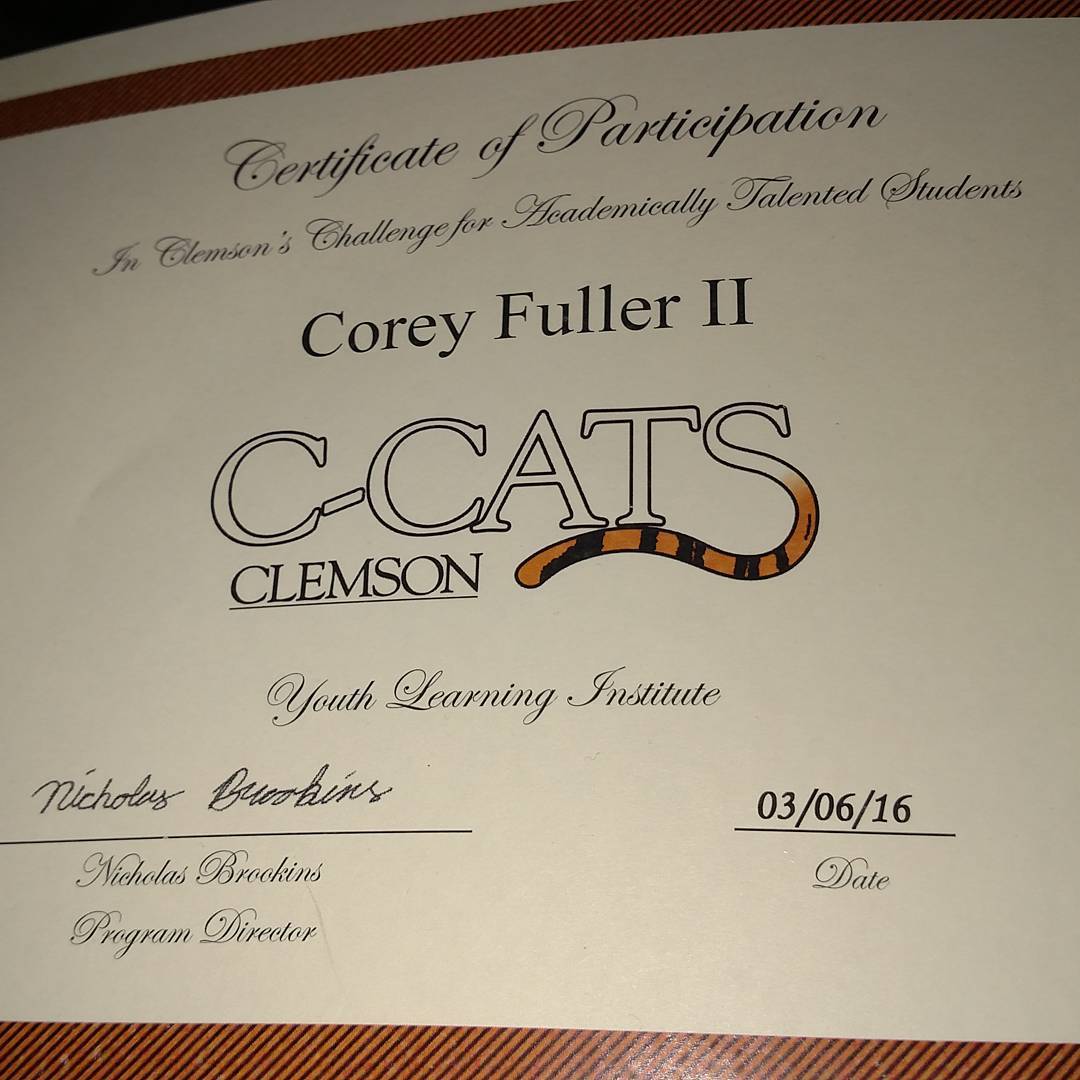 Certificate of Participation
In Clemson's Challenge for Academically Talented Students
Corey Fuller II
C-CATS
CLEMSON
Youth Learning Institute
Nicholas Brookins
03/06/16
Nicholas Brookins
Date
Program Director